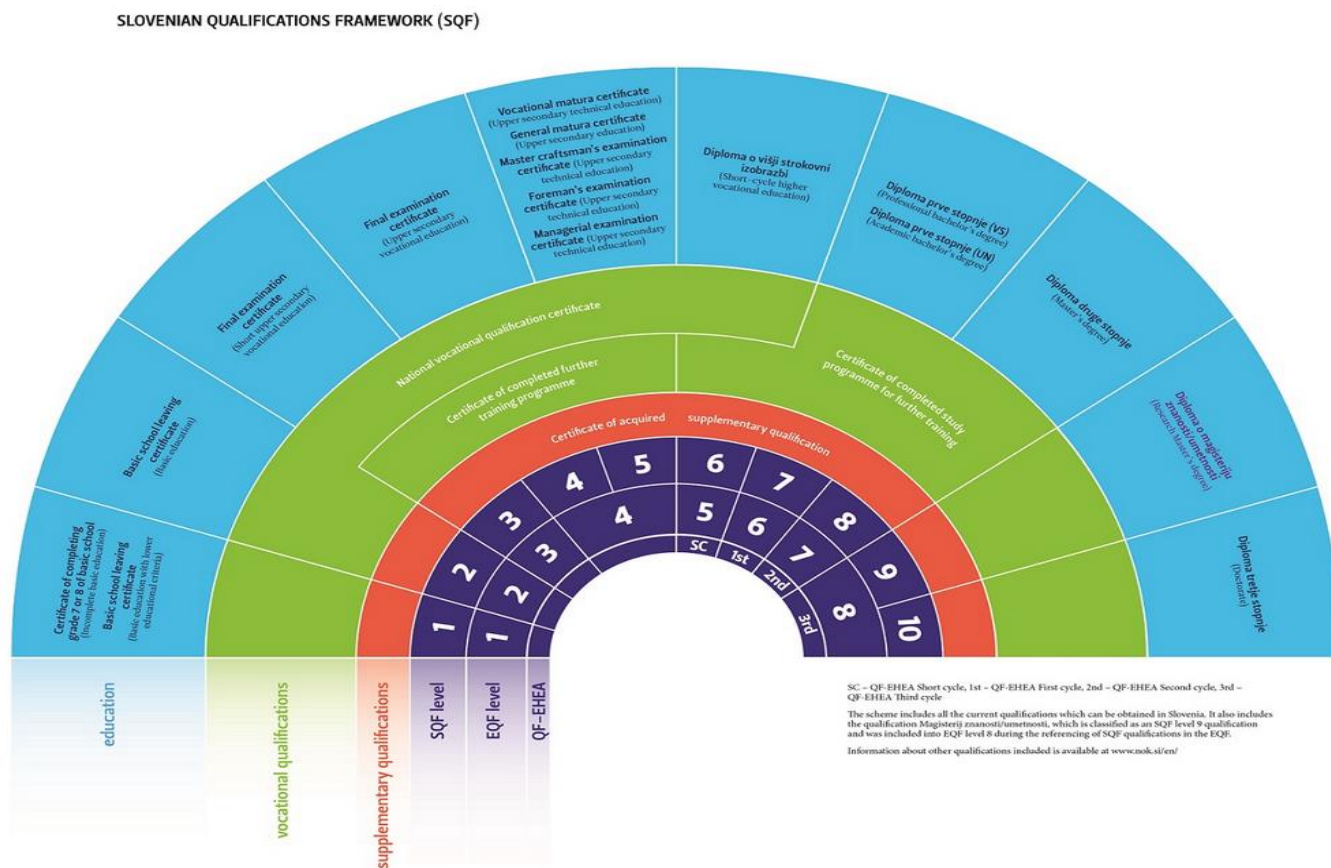 SLOVENIAN QUALIFICATIONS FRAMEWORK (SQF)
Certificate of completing
grade 7 or 8 of basic school
(Incomplete basic education)
Basic school leaving
certificate
(Basic education with lower
educational criteria)
Basic school leaving
certificate
(Basic education)
Final examination
certificate
(Short upper secondary
vocational education)
Final examination
certificate
(Upper secondary
vocational education)
Vocational matura certificate
(Upper secondary technical education)
General matura certificate
(Upper secondary education)
Master craftsman's examination
certificate (Upper secondary
technical education)
Foreman's examination
certificate (Upper secondary
technical education)
Managerial examination
certificate (Upper secondary
technical education)
Diploma o višji strokovni
izobrazbi
(Short-cycle higher
vocational education)
Diploma prve stopnje (VS)
(Professional bachelor's degree)
Diploma prve stopnje (UN)
(Academic bachelor's degree)
Diploma druge stopnje
(Master's degree)
Diploma o magisteriju
znanosti/umetnosti
(Research Master's degree)
Diploma tretje stopnje
(Doctorate)
National vocational qualification certificate
Certificate of completed further
training programme
Certificate of completed study
programme for further training
Certificate of acquired supplementary qualification
1 2 3 4 5 6 7 8 9 10
1 2 3 4 5 6 7 8
SC 1st 2nd 3rd
education
vocational qualifications
supplementary qualifications
SQF level
EQF level
QF-EHEA
SC – QF-EHEA Short cycle, 1st – QF-EHEA First cycle, 2nd – QF-EHEA Second cycle, 3rd –
QF-EHEA Third cycle
The scheme includes all the current qualifications which can be obtained in Slovenia. It also includes
the qualification Magisterij znanosti/umetnosti, which is classified as an SQF level 9 qualification
and was included into EQF level 8 during the referencing of SQF qualifications in the EQF.
Information about other qualifications included is available at www.nok.si/en/